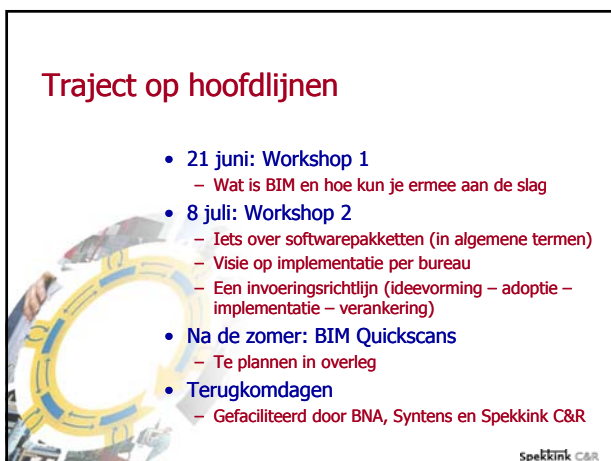 Traject op hoofdlijnen
• 21 juni: Workshop 1
– Wat is BIM en hoe kun je ermee aan de slag
• 8 juli: Workshop 2
– Iets over softwarepakketten (in algemene termen)
– Visie op implementatie per bureau
– Een invoeringsrichtlijn (ideevorming – adoptie –
implementatie – verankering)
• Na de zomer: BIM Quickscans
– Te plannen in overleg
• Terugkomdagen
– Gefaciliteerd door BNA, Syntens en Spekkink C&R
Spekkink C&R